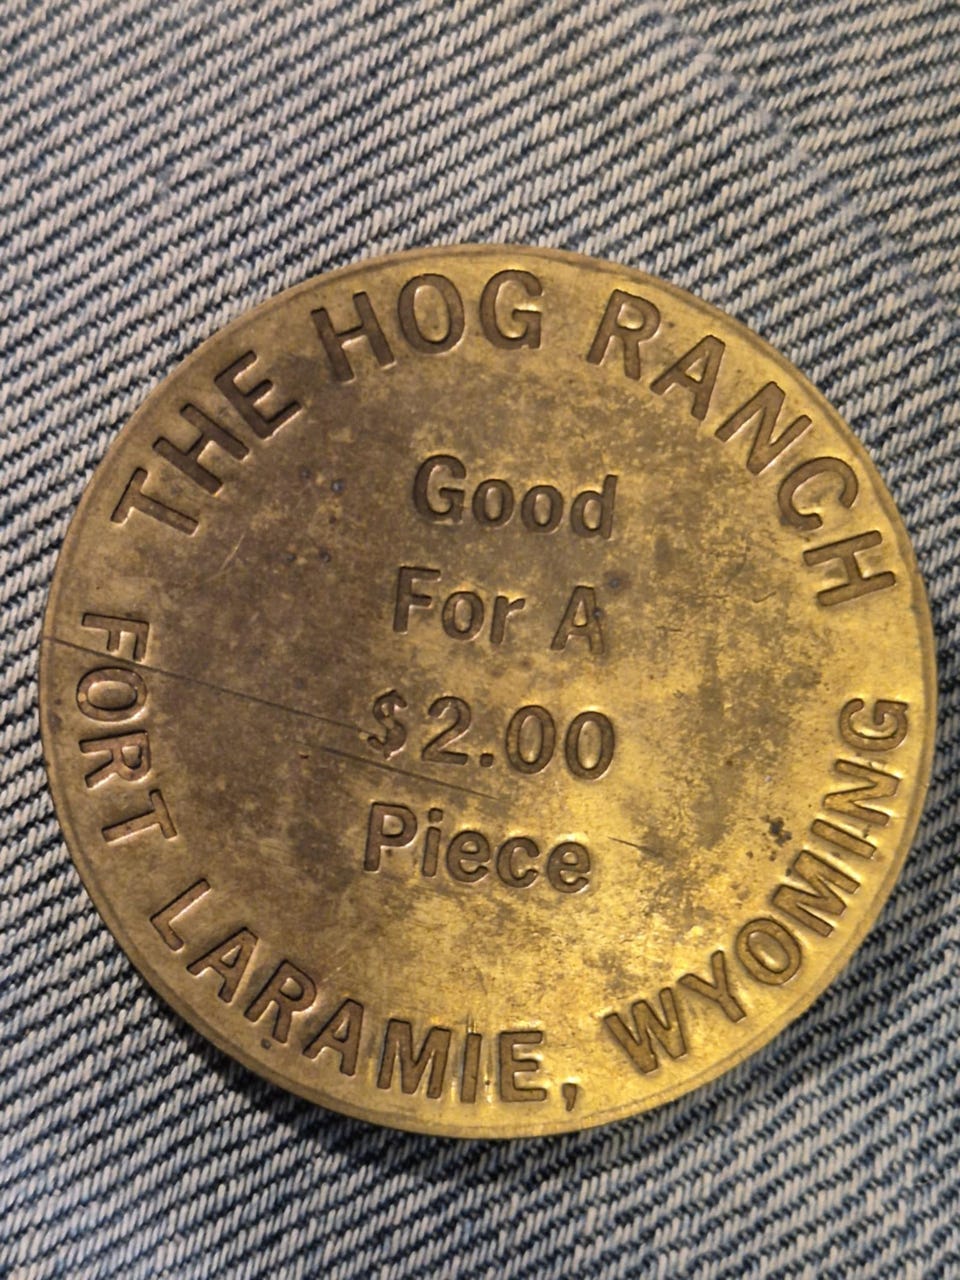 THE HOG RANCH
Good
For A
$2.00
Piece
FORT LARAMIE, WYOMING